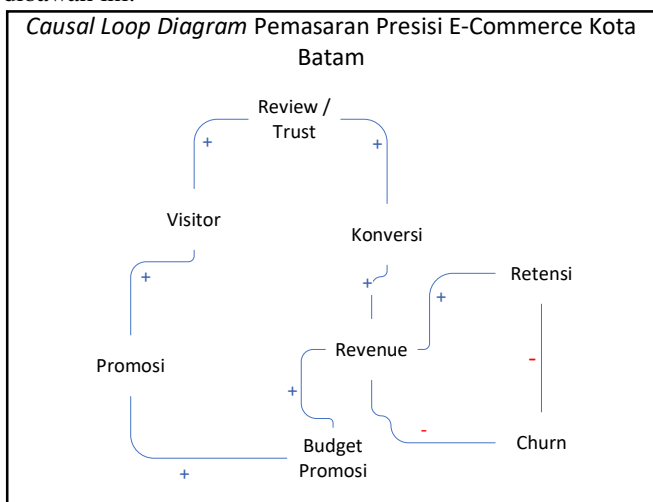 Causal Loop Diagram Pemasaran Presisi E-Commerce Kota
Batam
Review /
Trust
+
+
Visitor
Konversi
Retensi
+
+
+
Promosi
Revenue
-
+
-
Budget
Promosi
Churn
+